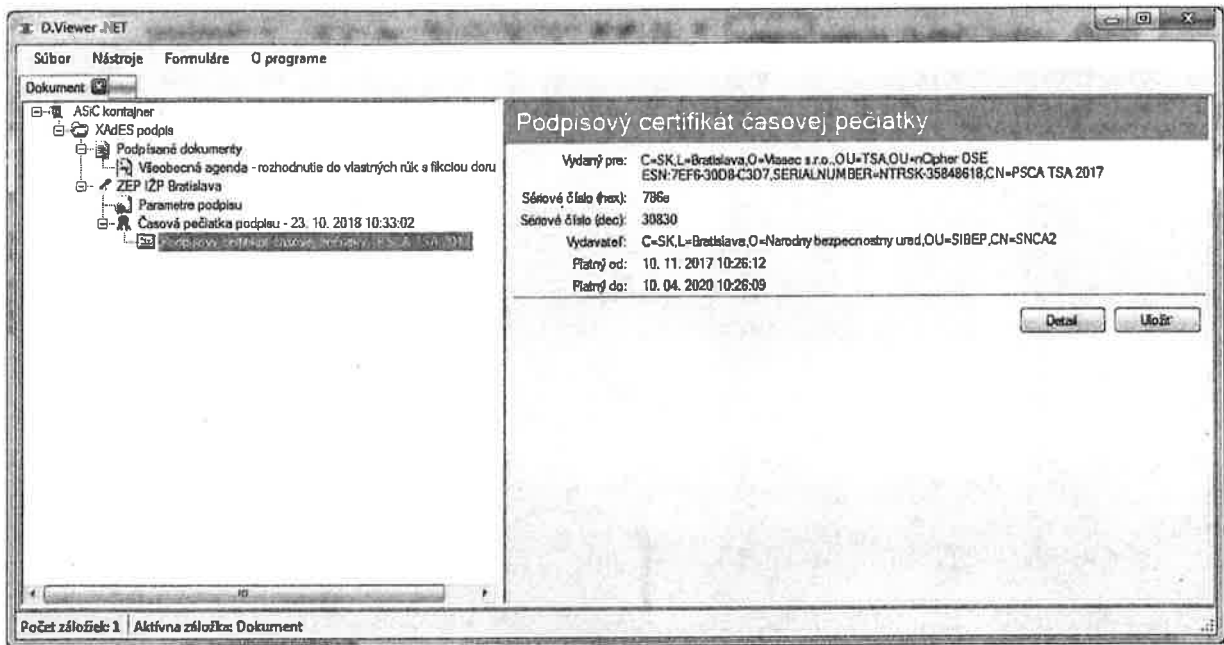 D.Viewer .NET
Súbor Nástroje Formuláre O programe
Dokument
ASiC kontajner
XAdES podpis
Podpísané dokumenty
Všeobecná agenda - rozhodnutie do vlastných rúk s fikciou doru
ZEP IŽP Bratislava
Parametre podpisu
Časová pečiatka podpisu - 23. 10. 2018 10:33:02
Podpisový certifikát časovej pečiatky
Podpisový certifikát časovej pečiatky
Vydaný pre: C=SK,L=Bratislava,O=Viasec s.r.o.,OU=TSA,OU=nCipher DSE
ESN:7EF6-30D8-C3D7,SERIALNUMBER=NTRSK-35848618,CN=PSCA TSA 2017
Sériové číslo (hex): 786e
Sériové číslo (dec): 30830
Vydavateľ: C=SK,L=Bratislava,O=Narodny bezpecnostny urad,OU=SIBEP,CN=SNCA2
Platný od: 10. 11. 2017 10:26:12
Platný do: 10. 04. 2020 10:26:09
Detail Uložiť
Počet záložiek: 1 Aktívna záložka: Dokument